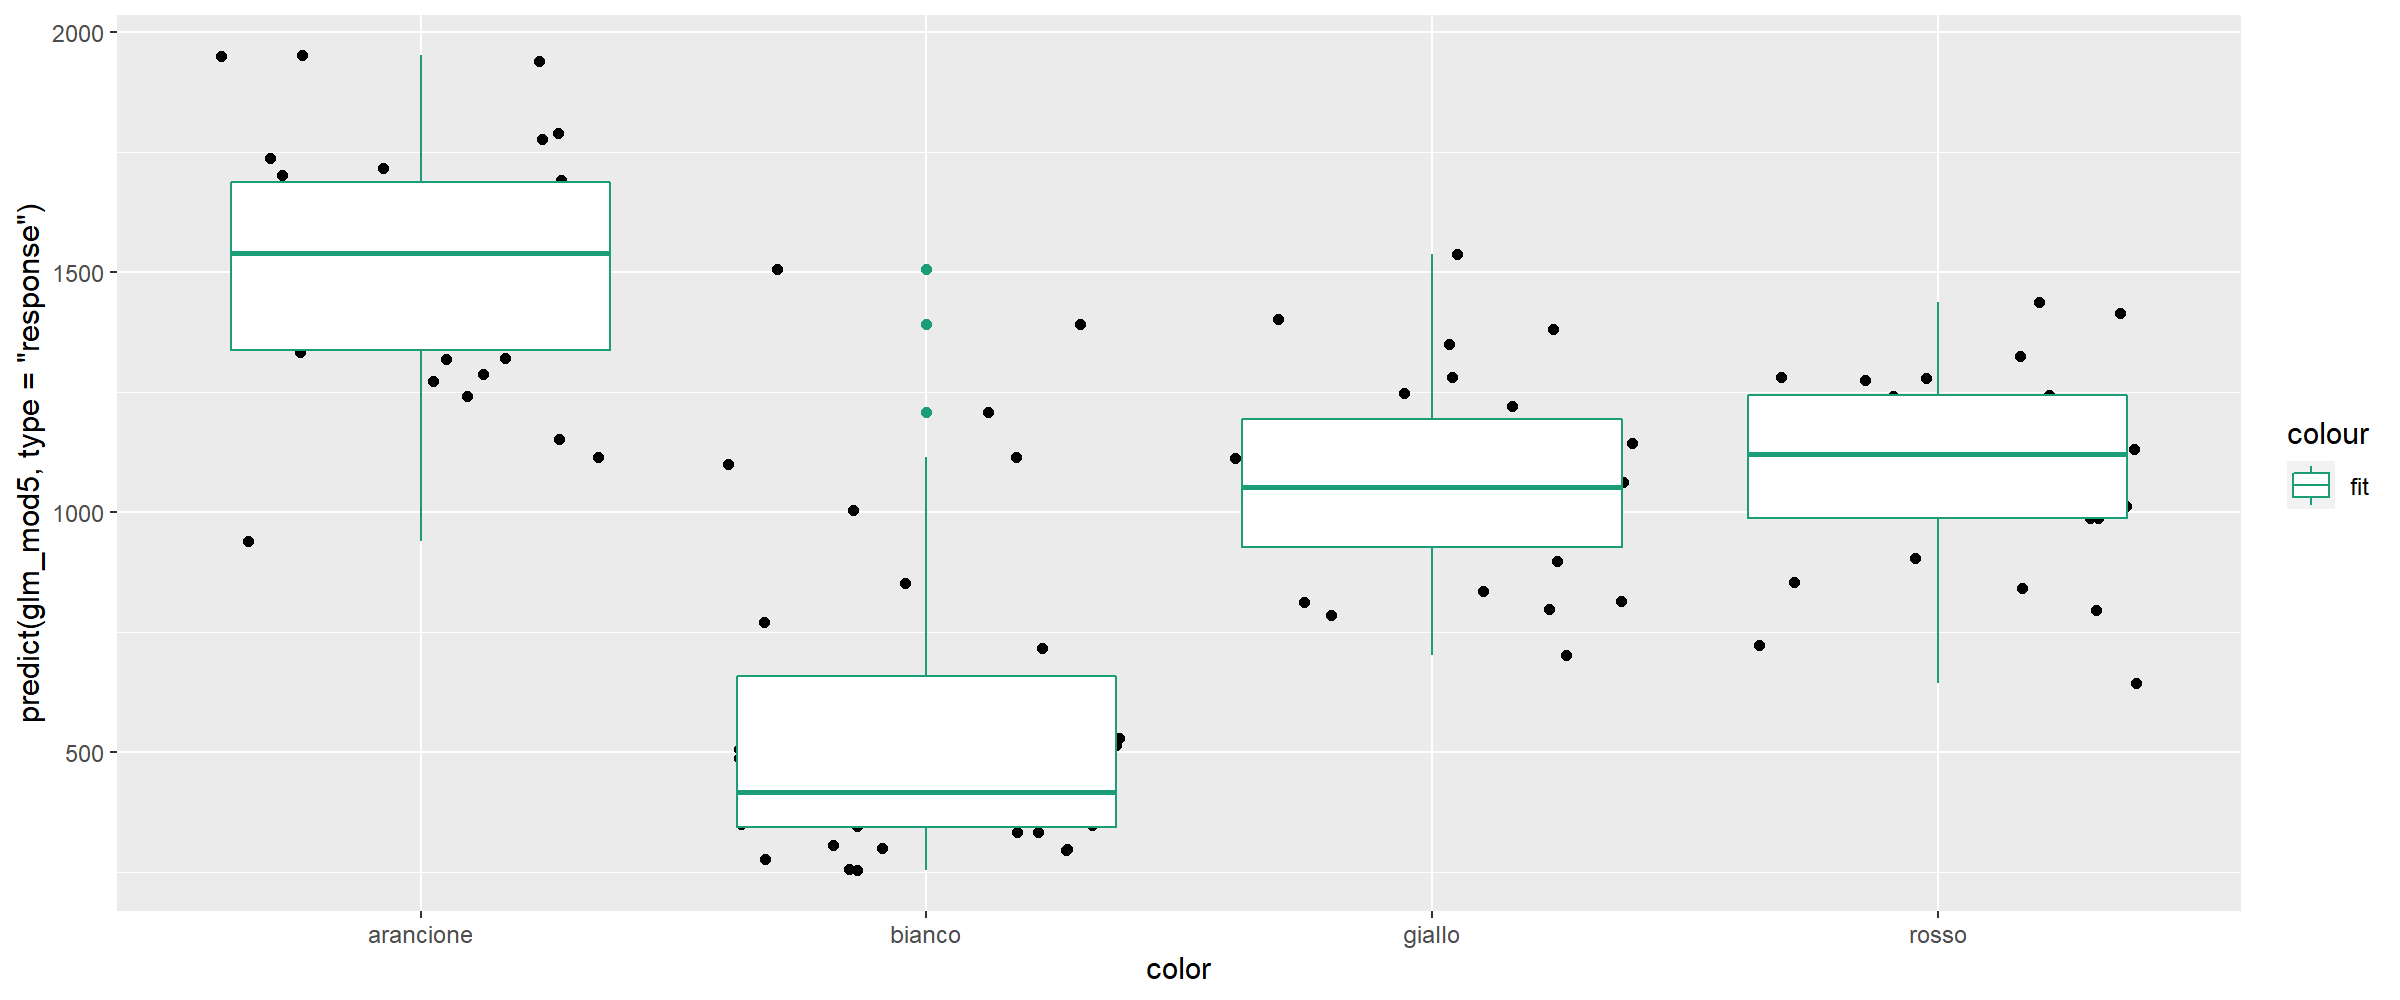 predict(glm_mod5, type = "response")
2000
1500
1000
500
arancione
bianco
giallo
rosso
color
colour
fit